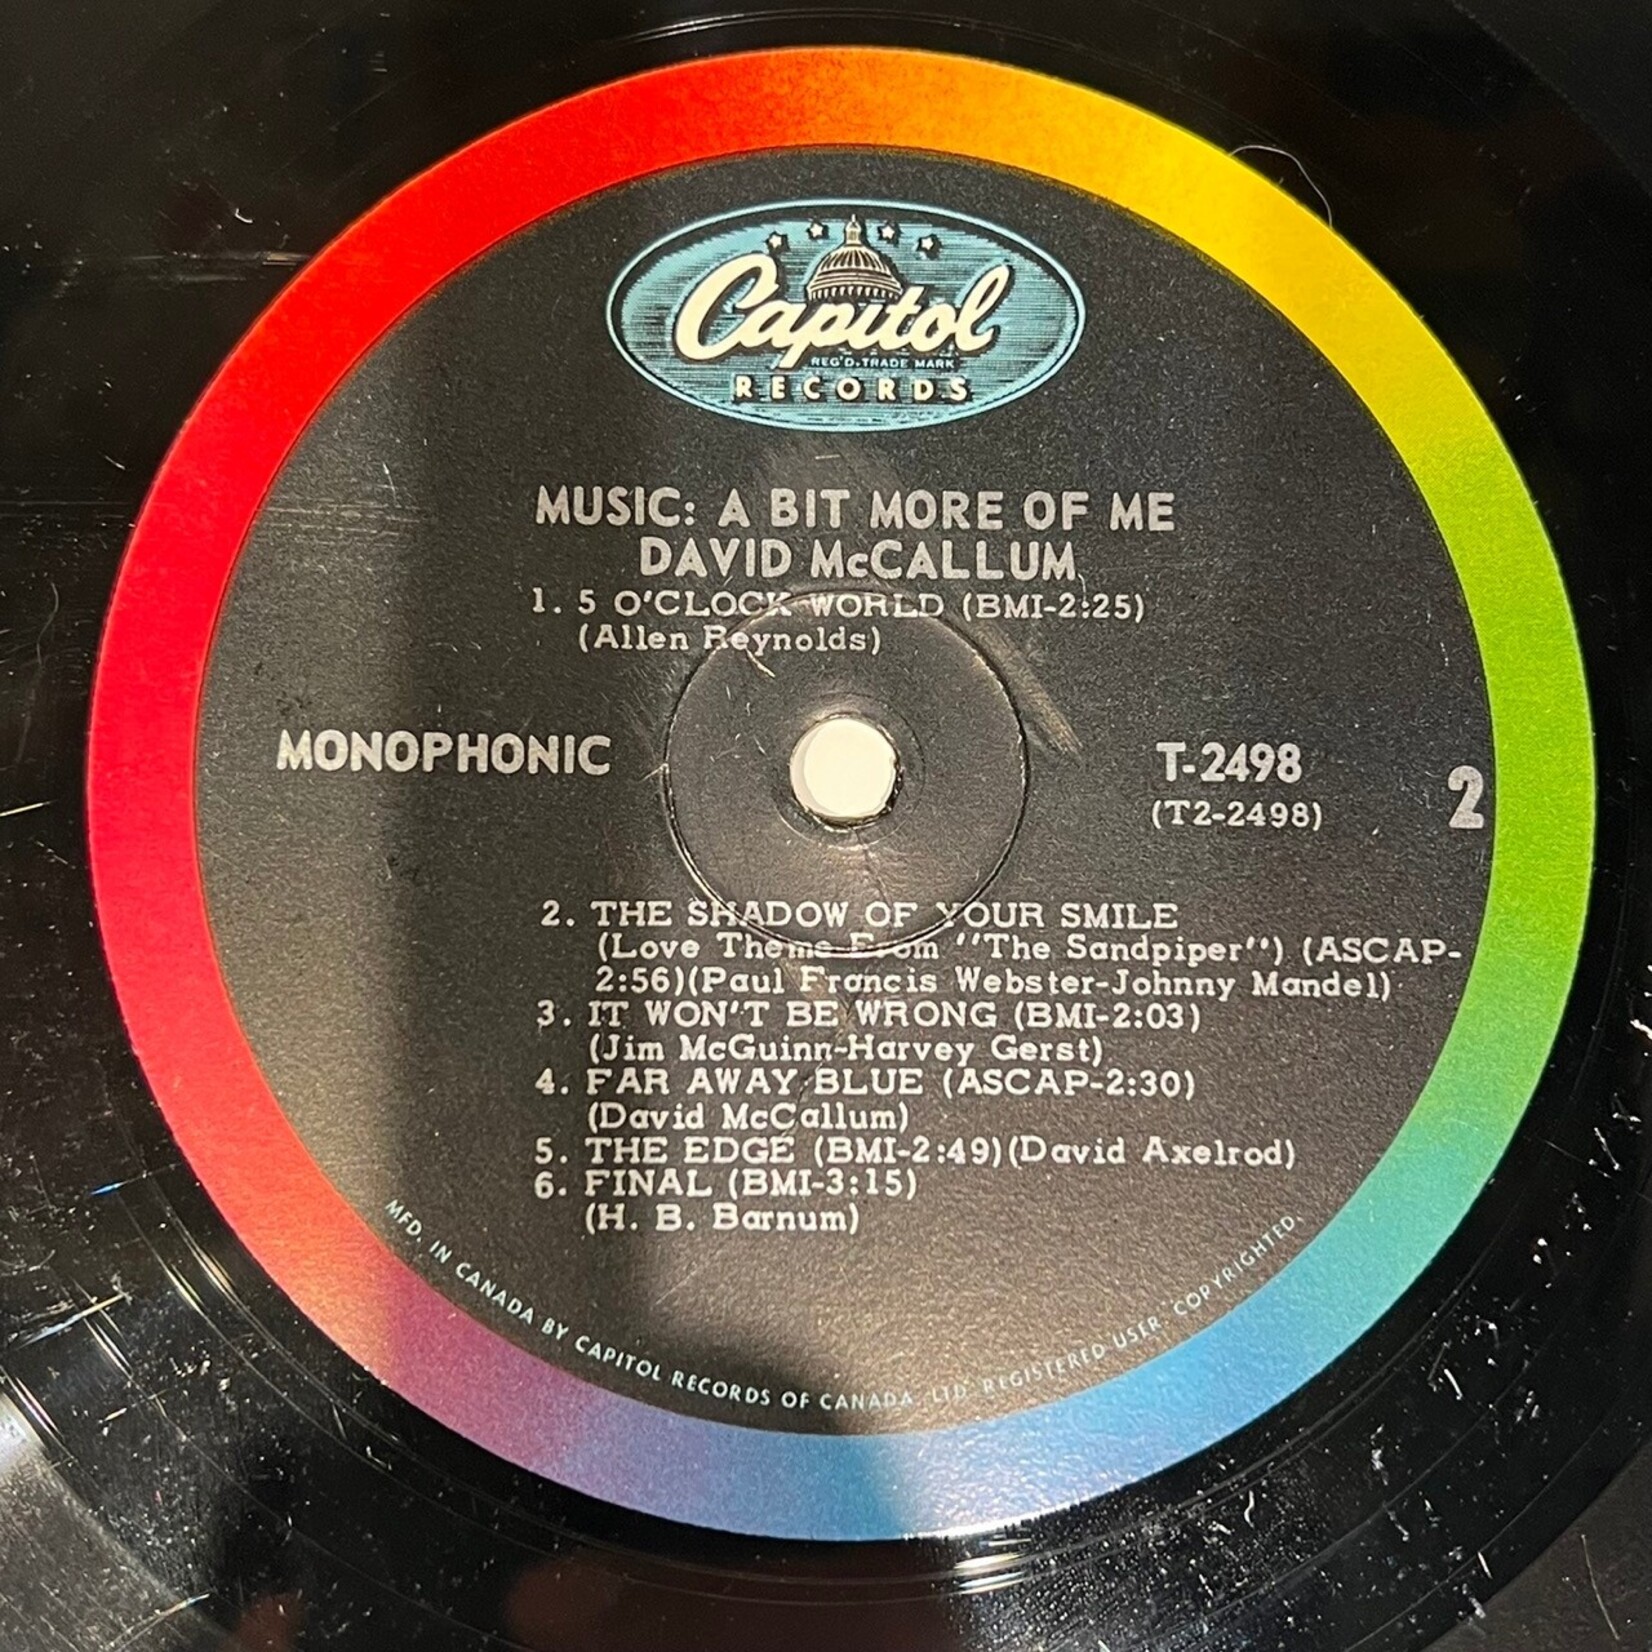 Capitol
REG'D. TRADE MARK
RECORDS
MUSIC: A BIT MORE OF ME
DAVID McCALLUM
1. 5 O'CLOCK WORLD (BMI-2:25)
(Allen Reynolds)
MONOPHONIC
T-2498
(T2-2498)
2
2. THE SHADOW OF YOUR SMILE
(Love Theme From ''The Sandpiper'') (ASCAP-
2:56)(Paul Francis Webster-Johnny Mandel)
3. IT WON'T BE WRONG (BMI-2:03)
(Jim McGuinn-Harvey Gerst)
4. FAR AWAY BLUE (ASCAP-2:30)
(David McCallum)
5. THE EDGE (BMI-2:49)(David Axelrod)
6. FINAL (BMI-3:15)
(H. B. Barnum)
MFD. IN CANADA BY CAPITOL RECORDS OF CANADA, LTD. REGISTERED USER. COPYRIGHTED.